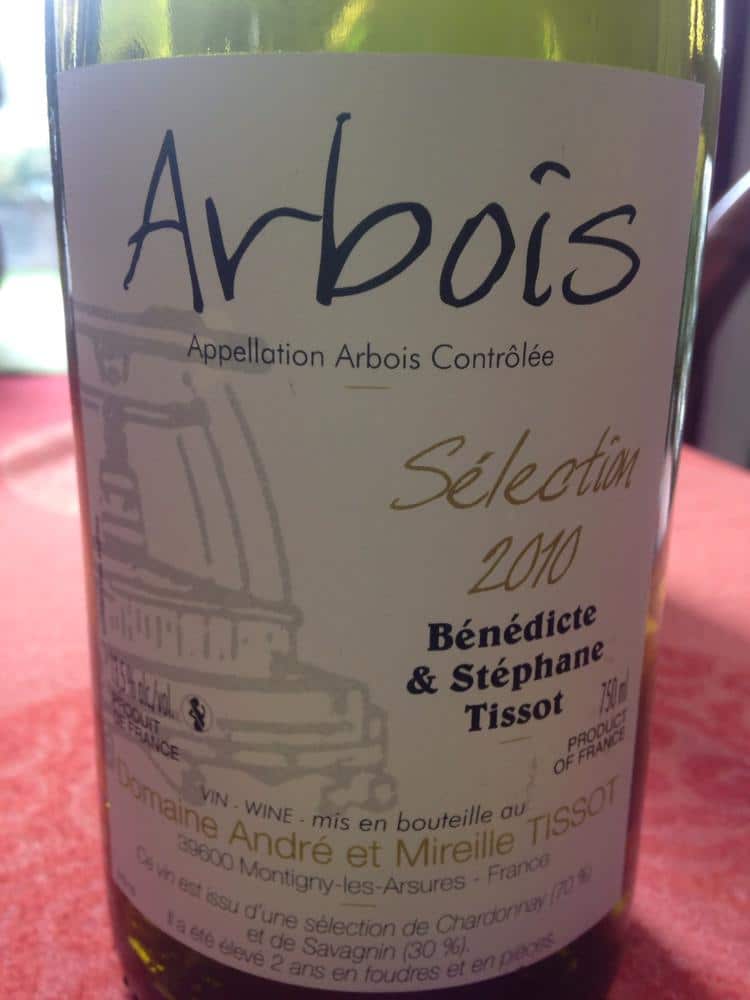 Arbois
Appellation Arbois Contrôlée
Sélection
2010
Bénédicte
& Stéphane
Tissot
% alc./vol.
PRODUIT
DE FRANCE
750 ml
PRODUCT
OF FRANCE
VIN - WINE - mis en bouteille au
Domaine André et Mireille TISSOT
39600 Montigny-les-Arsures - France
Ce vin est issu d'une sélection de Chardonnay (70 %)
et de Savagnin (30 %).
Il a été élevé 2 ans en foudres et en pièces.